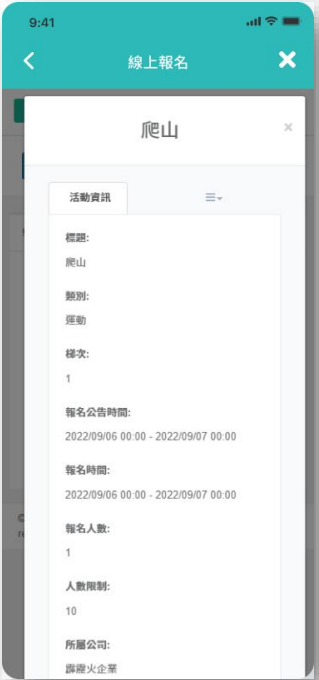 9:41
線上報名
爬山
×
活動資訊
標題:
爬山
類別:
運動
梯次:
1
報名公告時間:
2022/09/06 00:00 - 2022/09/07 00:00
報名時間:
2022/09/06 00:00 - 2022/09/07 00:00
報名人數:
1
人數限制:
10
所屬公司:
霹靂火企業